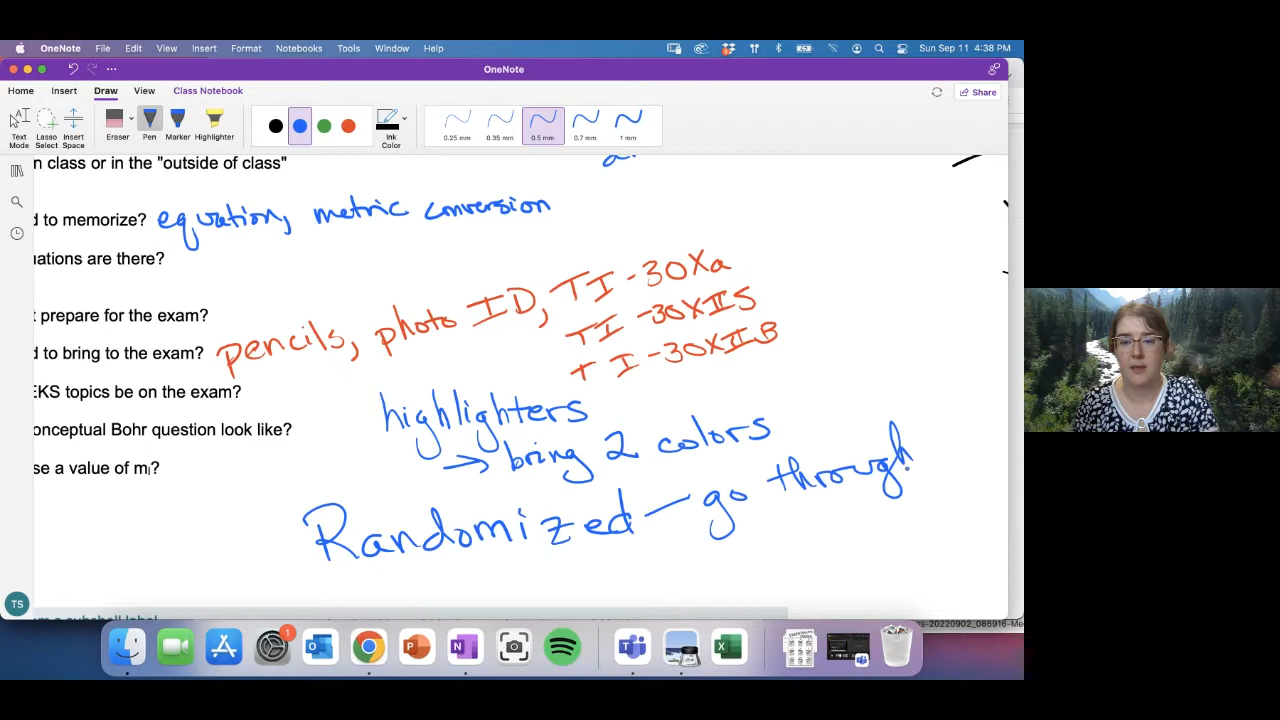 OneNote File Edit View Insert Format Notebooks Tools Window Help Sun Sep 11 4:38 PM
OneNote
Home Insert Draw View Class Notebook Share
Text Mode Lasso Select Insert Space Eraser Pen Marker Highlighter Ink Color 0.25 mm 0.35 mm 0.5 mm 0.7 mm 1 mm
n class or in the "outside of class"
d to memorize? equation, metric conversion
uations are there?
t prepare for the exam?
d to bring to the exam? pencils, photo ID, TI-30Xa
TI-30XIIS
TI-30XIIB
EKS topics be on the exam?
highlighters
onceptual Bohr question look like?
→ bring 2 colors
se a value of ml?
Randomized — go through
TS
1